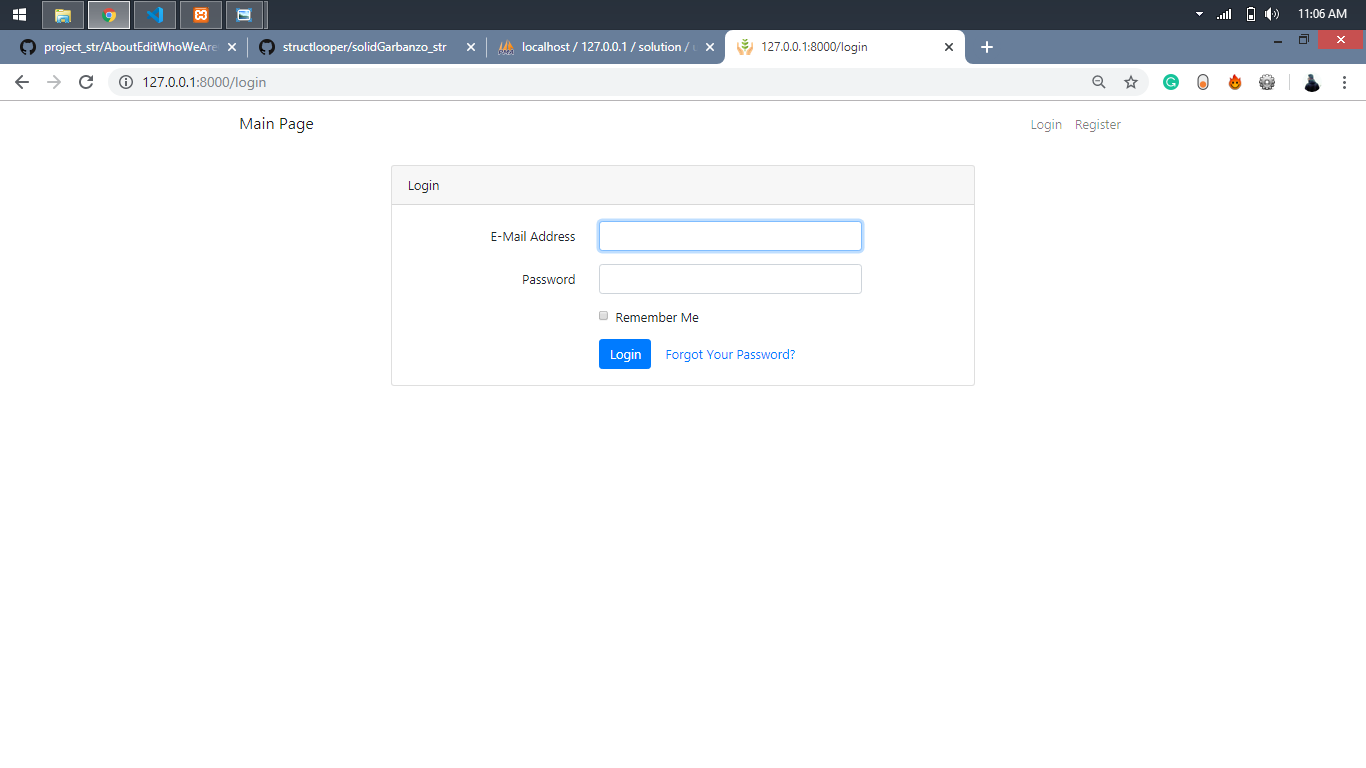 11:06 AM
project_str/AboutEditWhoWeAre
structlooper/solidGarbanzo_str
localhost / 127.0.0.1 / solution /
127.0.0.1:8000/login
127.0.0.1:8000/login
Main Page
Login Register
Login
E-Mail Address
Password
Remember Me
Login Forgot Your Password?